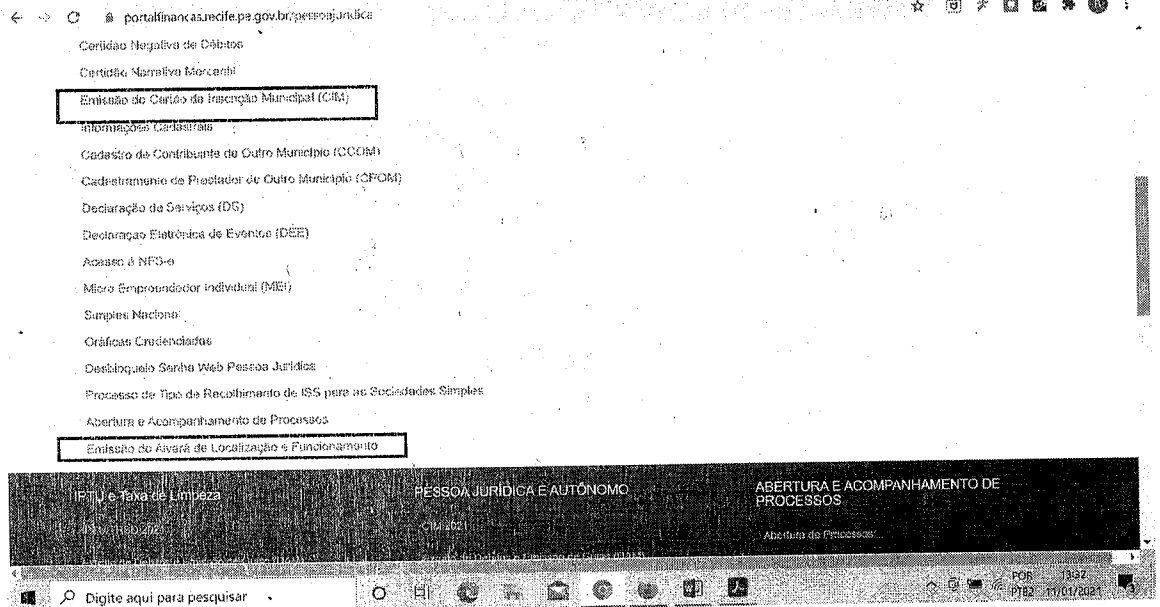 portalfinancas.recife.pe.gov.br/pessoajuridica
Certidão Negativa de Débitos
Certidão Narrativa Mercantil
Emissão do Cartão de Inscrição Municipal (CIM)
Informações Cadastrais
Cadastro de Contribuinte de Outro Município (CCOM)
Cadastramento de Prestador de Outro Município (CPOM)
Declaração de Serviços (DS)
Declaração Eletrônica de Eventos (DEE)
Acesso à NFS-e
Micro Empreendedor Individual (MEI)
Simples Nacional
Gráficas Credenciadas
Desbloqueio Senha Web Pessoa Jurídica
Processo de Tipo de Recolhimento de ISS para as Sociedades Simples
Abertura e Acompanhamento de Processos
Emissão do Alvará de Localização e Funcionamento
IPTU e Taxa de Limpeza
PESSOA JURÍDICA E AUTÔNOMO
ABERTURA E ACOMPANHAMENTO DE
PROCESSOS
CIM 2021
Abertura de Processos
Digite aqui para pesquisar
POR 13:32
PTB2 11/01/2021